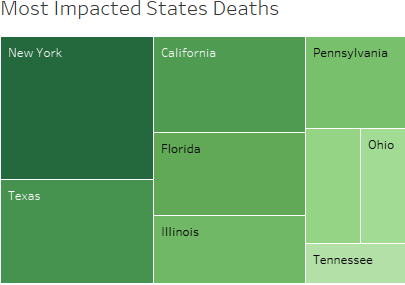 Most Impacted States Deaths
New York
Texas
California
Florida
Illinois
Pennsylvania
Ohio
Tennessee